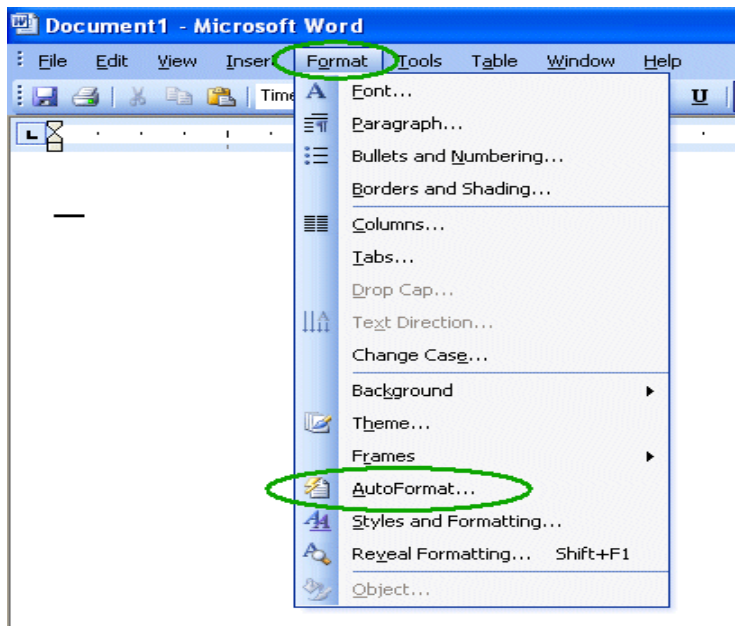 Document1 - Microsoft Word
File Edit View Insert Format Tools Table Window Help
Time U
Font...
Paragraph...
Bullets and Numbering...
Borders and Shading...
Columns...
Tabs...
Drop Cap...
Text Direction...
Change Case...
Background
Theme...
Frames
AutoFormat...
Styles and Formatting...
Reveal Formatting... Shift+F1
Object...